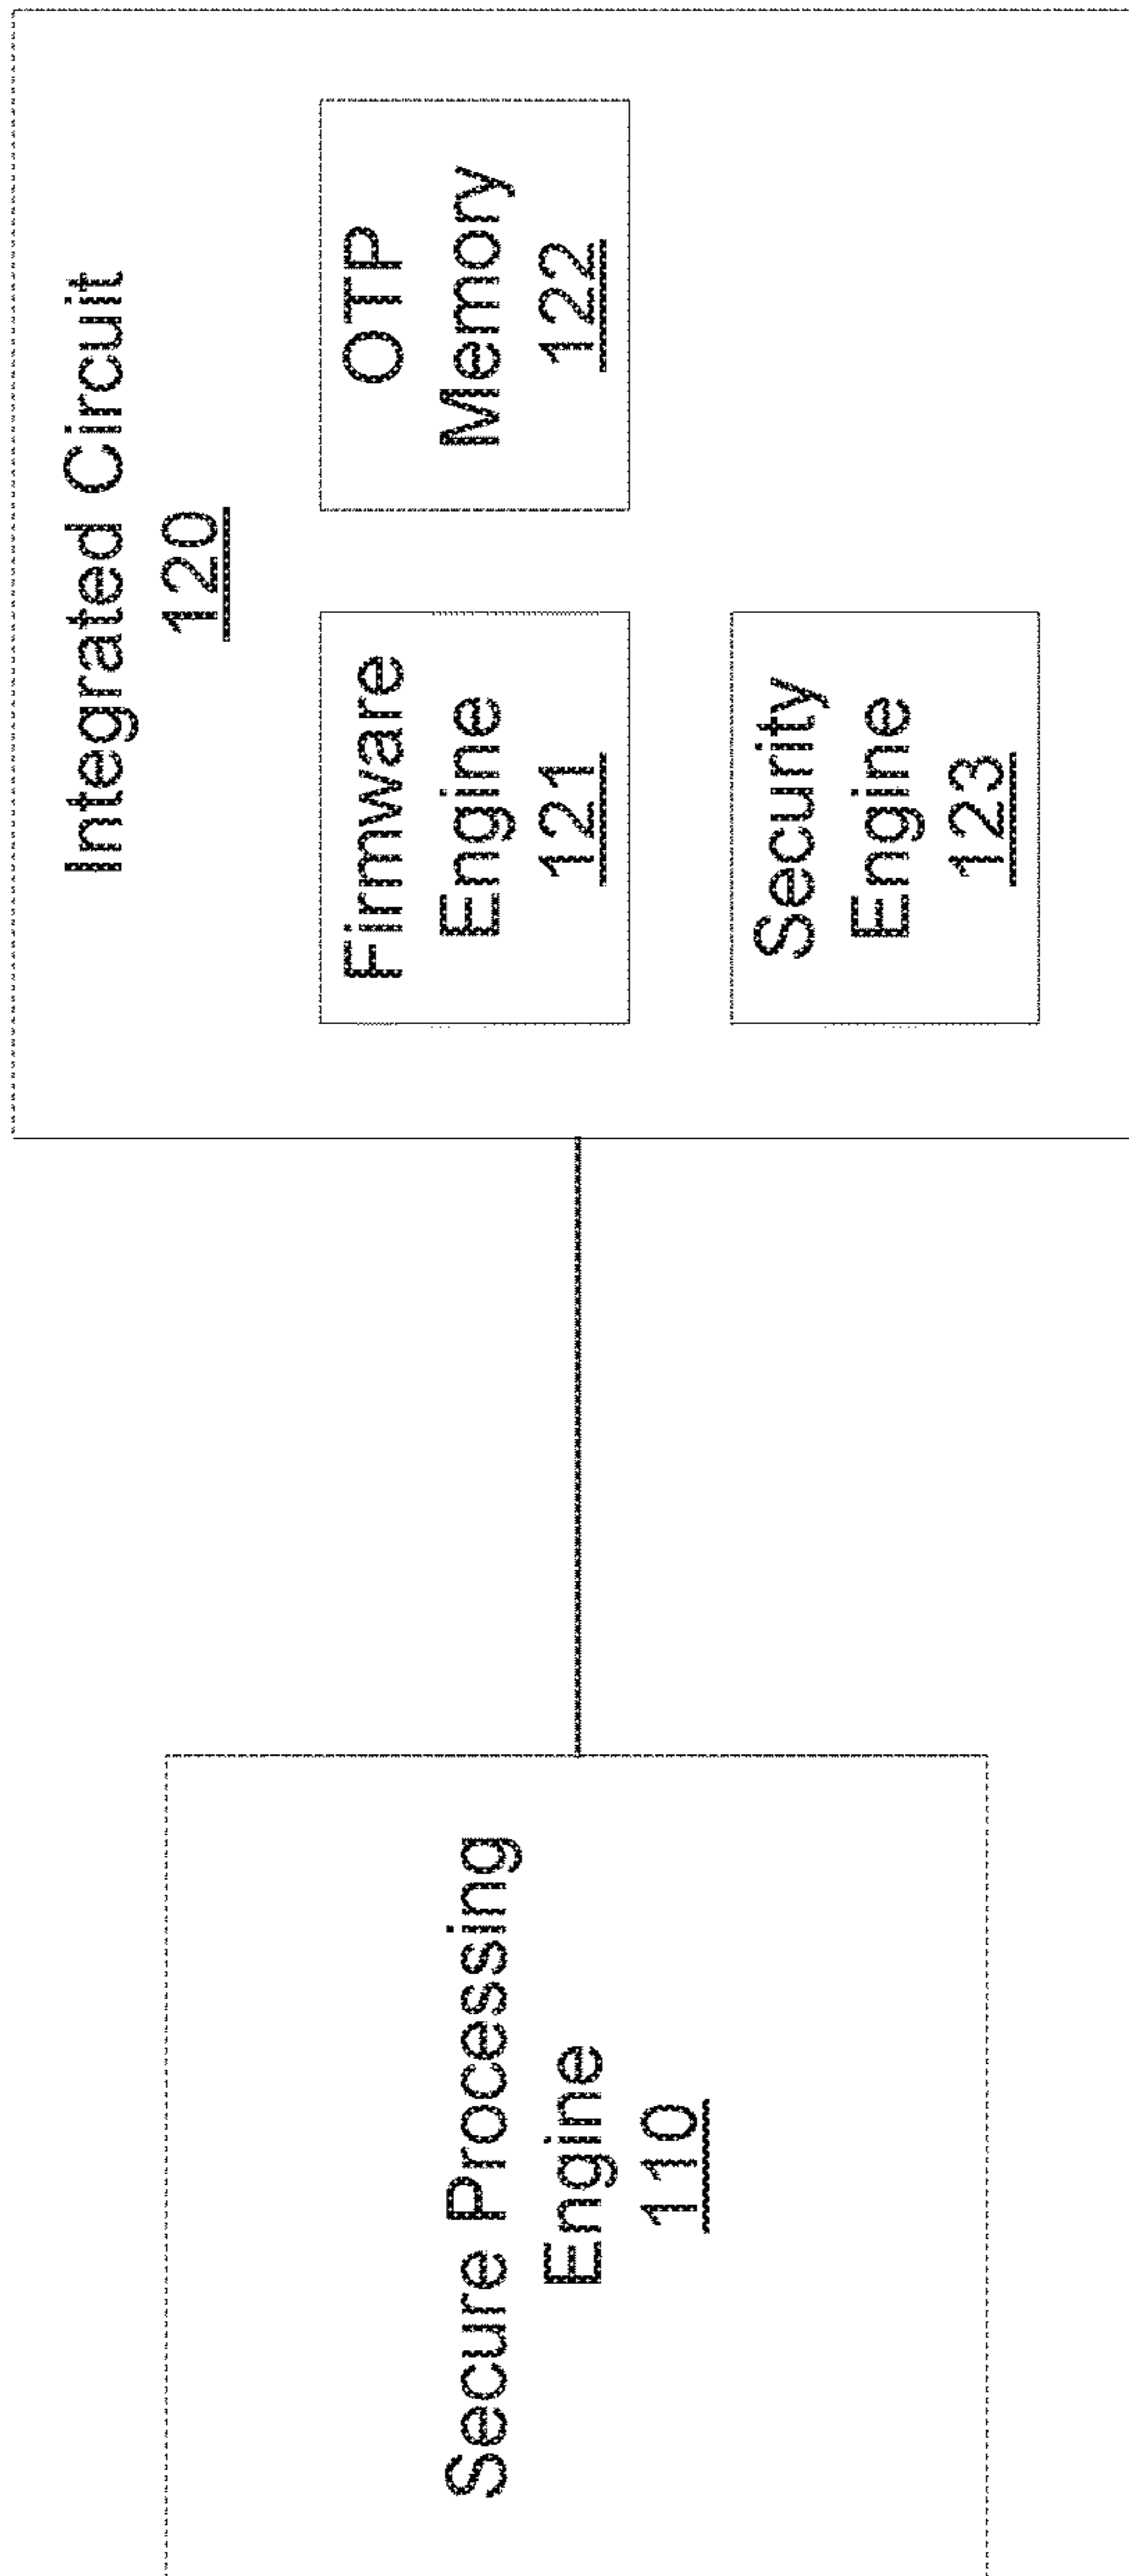 Secure Processing
Engine
110
Integrated Circuit
120
Firmware
Engine
121
OTP
Memory
122
Security
Engine
123